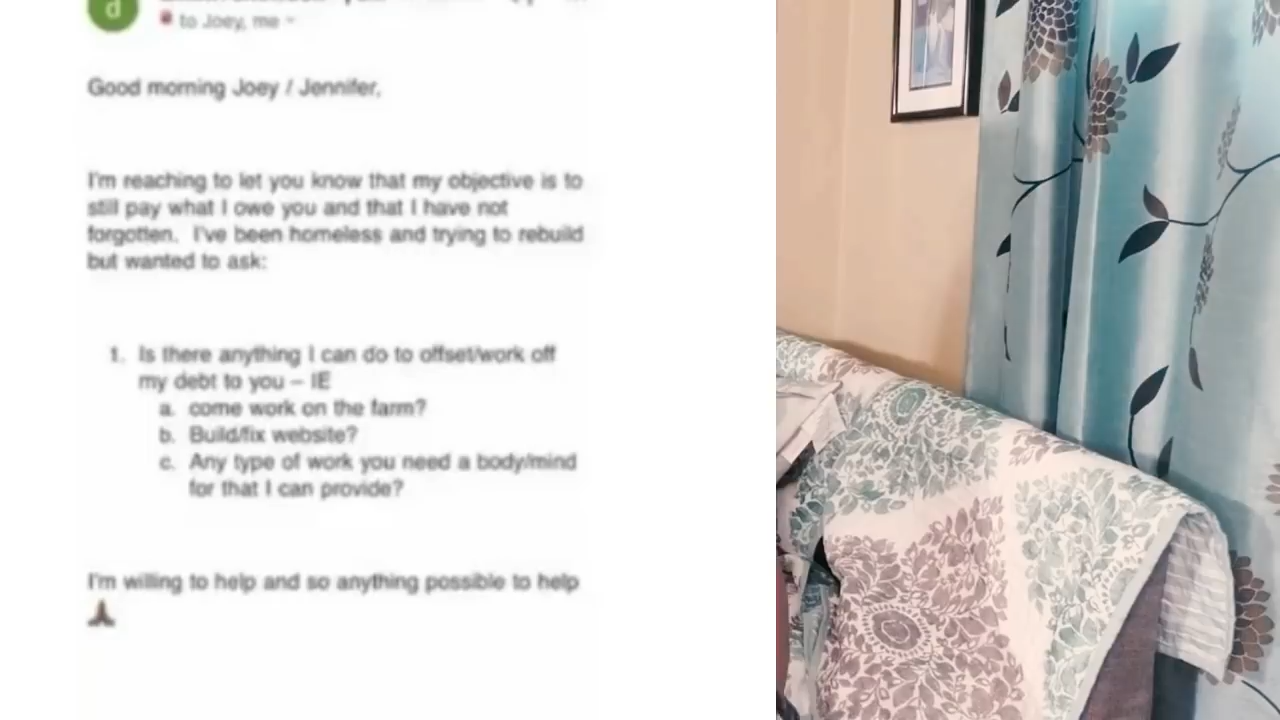 d
to Joey, me
Good morning Joey / Jennifer,
I'm reaching to let you know that my objective is to
still pay what I owe you and that I have not
forgotten. I've been homeless and trying to rebuild
but wanted to ask:
1. Is there anything I can do to offset/work off
my debt to you – IE
a. come work on the farm?
b. Build/fix website?
c. Any type of work you need a body/mind
for that I can provide?
I'm willing to help and so anything possible to help